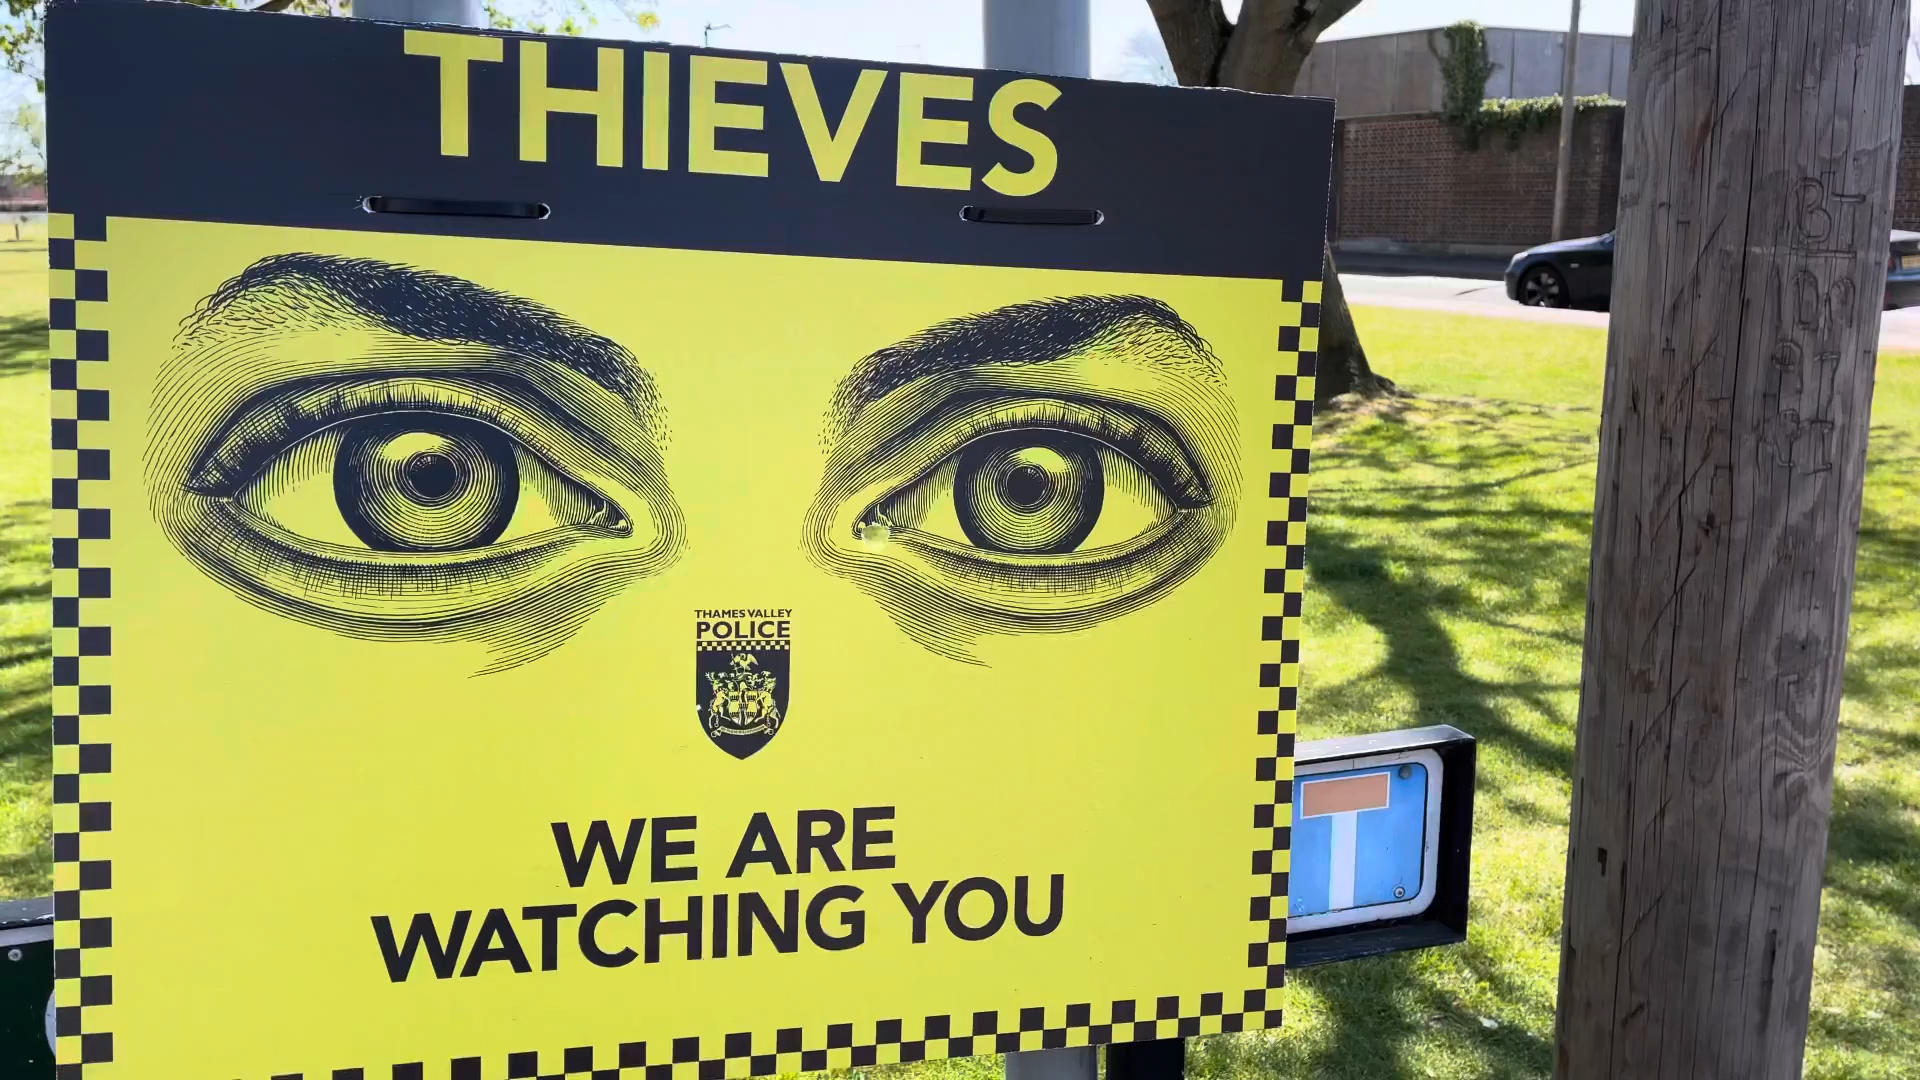 THIEVES
THAMES VALLEY
POLICE
WE ARE
WATCHING YOU